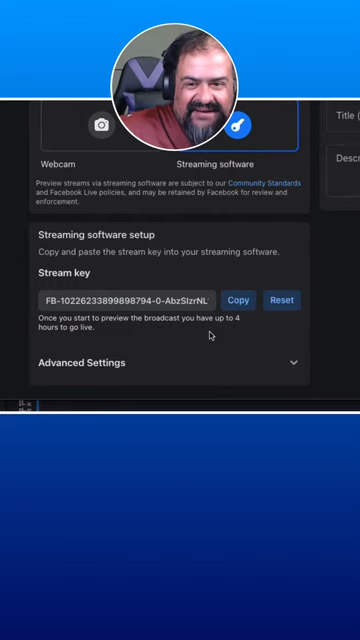 Title (
Webcam
Streaming software
Descr
Preview streams via streaming software are subject to our Community Standards
and Facebook Live policies, and may be retained by Facebook for review and
enforcement.
Streaming software setup
Copy and paste the stream key into your streaming software.
Stream key
FB-10226233899898794-0-AbzSIzrNL
Copy
Reset
Once you start to preview the broadcast you have up to 4
hours to go live.
Advanced Settings